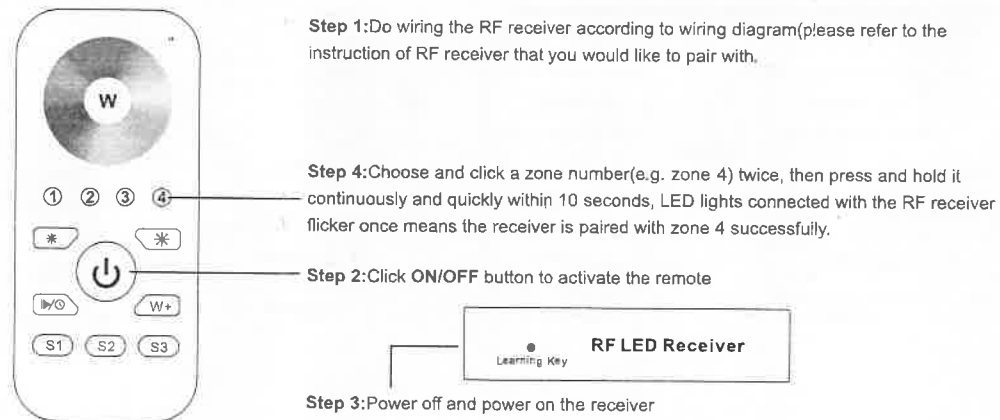 Step 1:Do wiring the RF receiver according to wiring diagram(please refer to the
instruction of RF receiver that you would like to pair with.
W
Step 4:Choose and click a zone number(e.g. zone 4) twice, then press and hold it
1 2 3 4
continuously and quickly within 10 seconds, LED lights connected with the RF receiver
flicker once means the receiver is paired with zone 4 successfully.
Step 2:Click ON/OFF button to activate the remote
W+
S1 S2 S3
RF LED Receiver
Learning Key
Step 3:Power off and power on the receiver